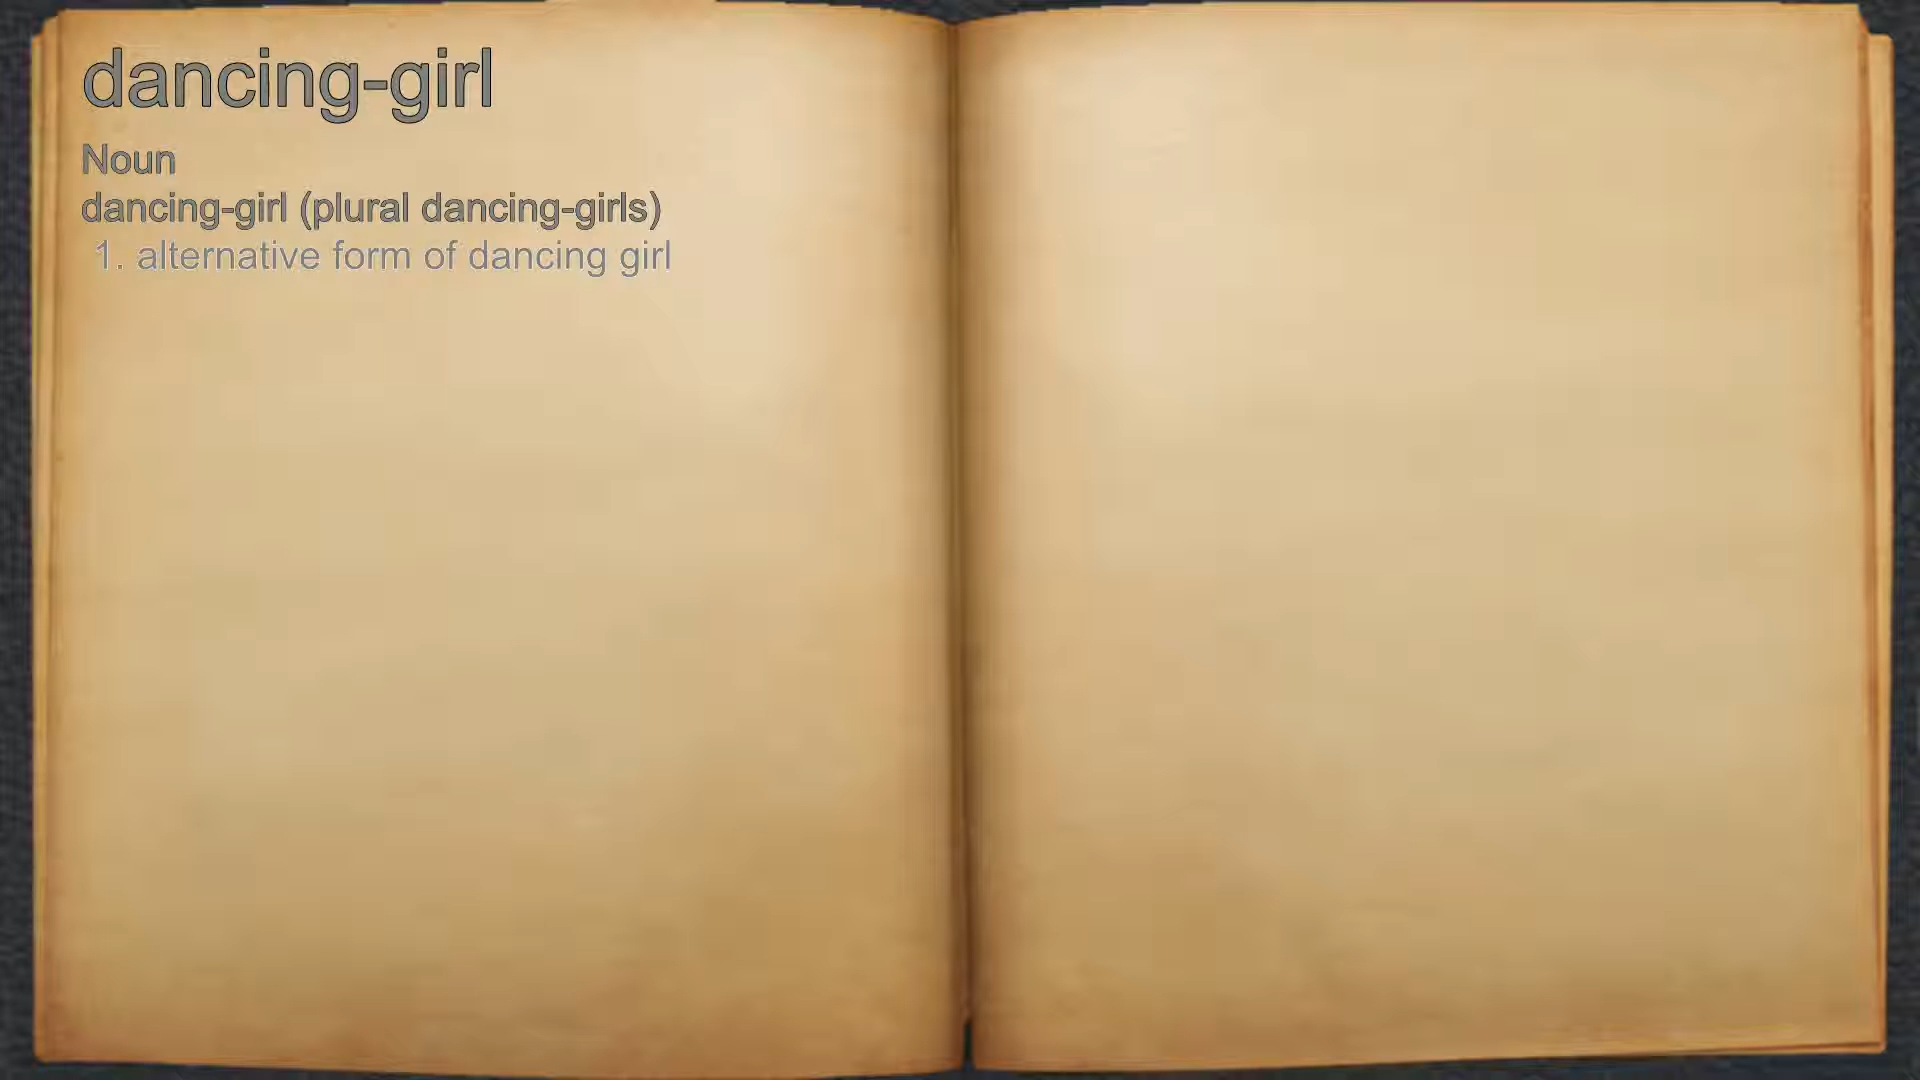 dancing-girl
Noun
dancing-girl (plural dancing-girls)
1. alternative form of dancing girl